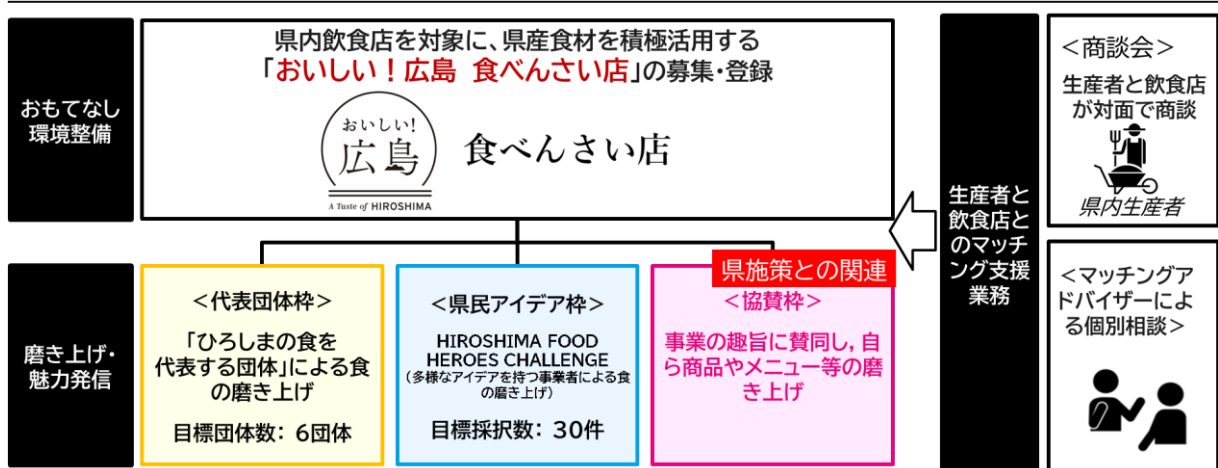 おもてなし
環境整備
県内飲食店を対象に、県産食材を積極活用する
「おいしい！広島 食べんさい店」の募集・登録
おいしい!
広島
A Taste of HIROSHIMA
食べんさい店
磨き上げ・
魅力発信
＜代表団体枠＞
「ひろしまの食を
代表する団体」による食
の磨き上げ
目標団体数： 6団体
＜県民アイデア枠＞
HIROSHIMA FOOD
HEROES CHALLENGE
（多様なアイデアを持つ事業者による食
の磨き上げ）
目標採択数： 30件
県施策との関連
＜協賛枠＞
事業の趣旨に賛同し，自
ら商品やメニュー等の磨
き上げ
生産者と
飲食店と
のマッチ
ング支援
業務
＜商談会＞
生産者と飲食店
が対面で商談
県内生産者
＜マッチングア
ドバイザーによ
る個別相談＞